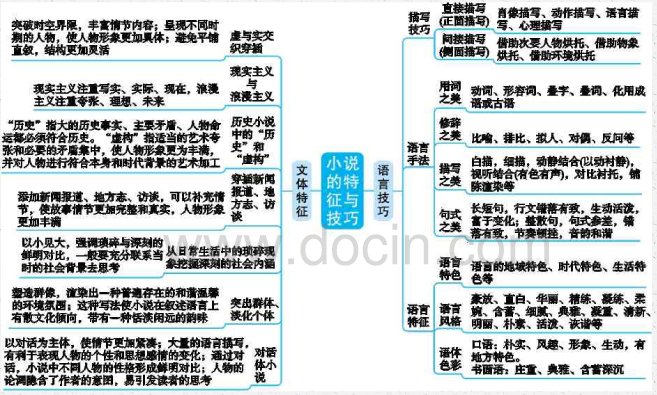 小说
的特
征与
技巧
文体特征
虚与实交
织穿插
突破时空界限，丰富情节内容；呈现不同时
期的人物，使人物形象更加具体；避免平铺
直叙，结构更加灵活
现实主义
与
浪漫主义
现实主义注重写实、实际、现在，浪漫
主义注重夸张、理想、未来
历史小说
中的“历
史”和
“虚构”
“历史”指大的历史事实、主要矛盾、人物命
运都必须符合历史。“虚构”指适当的艺术夸
张和必要的矛盾集中，使人物形象更为丰满，
并对人物进行符合本身和时代背景的艺术加工
穿插新闻
报道、地
方志、访
谈
添加新闻报道、地方志、访谈，可以补充情
节，使故事情节更加完整和真实，人物形象
更加丰满
从日常生活中的琐碎现
象挖掘深刻的社会内涵
以小见大，强调琐碎与深刻的
鲜明对比，一般要充分联系当
时的社会背景去思考
突出群体、
淡化个体
塑造群像，渲染出一种普遍存在的和谐温馨
的环境氛围；这种写法使小说在叙述语言上
有散文化倾向，带有一种恬淡闲远的韵味
对话
体小
说
以对话为主体，使情节更加紧凑；大量的语言描写，
有利于表现人物的个性和思想感情的变化；通过对
话，小说中不同人物的性格形成鲜明对比；人物的
论调隐含了作者的意图，易引发读者的思考
语言技巧
描写
技巧
直接描写
(正面描写)
肖像描写、动作描写、语言描
写、心理描写
间接描写
(侧面描写)
借助次要人物烘托、借助物象
烘托、借助环境烘托
语言
手法
用词
之美
动词、形容词、叠字、叠词、化用成
语或古语
修辞
之美
比喻、排比、拟人、对偶、反问等
描写
之美
白描，细描，动静结合(以动衬静)，
视听结合(有色有声)，对比衬托，铺
陈渲染等
句式
之美
长短句，行文错落有致，生动活泼，
富于变化；整散句，句式参差，错
落有致，节奏顿挫，音韵和谐
语言
特征
语言
特色
语言的地域特色、时代特色、生活特
色等
语言
风格
豪放、直白、华丽、精练、凝练、柔
婉、含蓄、细腻、典雅、凝重、清新、
明丽、朴素、活泼、诙谐等
语体
色彩
口语：朴实、风趣、形象、生动，有
地方特色。
书面语：庄重、典雅、含蓄深沉
www.docin.com